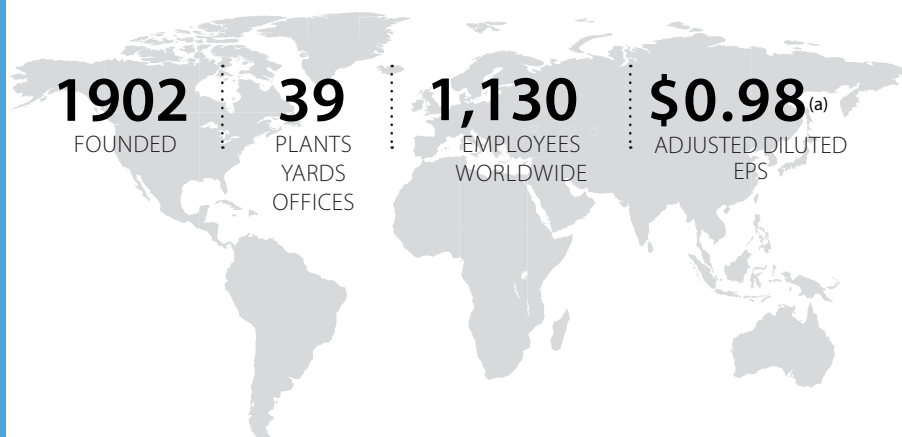 1902
FOUNDED
39
PLANTS
YARDS
OFFICES
1,130
EMPLOYEES
WORLDWIDE
$0.98(a)
ADJUSTED DILUTED
EPS